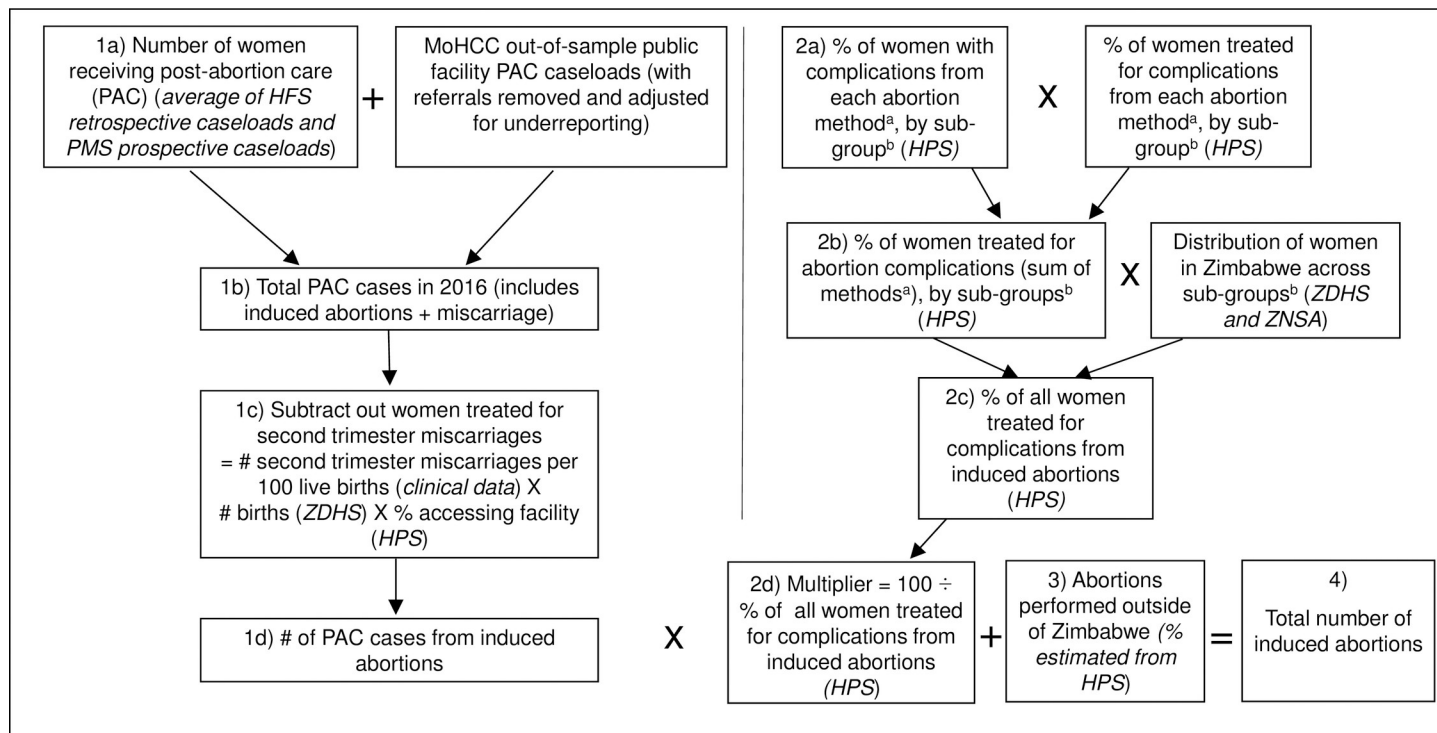 1a) Number of women
receiving post-abortion care
(PAC) (average of HFS
retrospective caseloads and
PMS prospective caseloads)
+
MoHCC out-of-sample public
facility PAC caseloads (with
referrals removed and adjusted
for underreporting)
1b) Total PAC cases in 2016 (includes
induced abortions + miscarriage)
1c) Subtract out women treated for
second trimester miscarriages
= # second trimester miscarriages per
100 live births (clinical data) X
# births (ZDHS) X % accessing facility
(HPS)
1d) # of PAC cases from induced
abortions
2a) % of women with
complications from
each abortion
methodᵃ, by sub-
groupᵇ (HPS)
X
% of women treated
for complications
from each abortion
methodᵃ, by sub-
groupᵇ (HPS)
2b) % of women treated for
abortion complications (sum of
methodsᵃ), by sub-groupsᵇ
(HPS)
X
Distribution of women
in Zimbabwe across
sub-groupsᵇ (ZDHS
and ZNSA)
2c) % of all women
treated for
complications from
induced abortions
(HPS)
X
2d) Multiplier = 100 ÷
% of all women treated
for complications from
induced abortions
(HPS)
+
3) Abortions
performed outside
of Zimbabwe (%
estimated from
HPS)
=
4)
Total number of
induced abortions